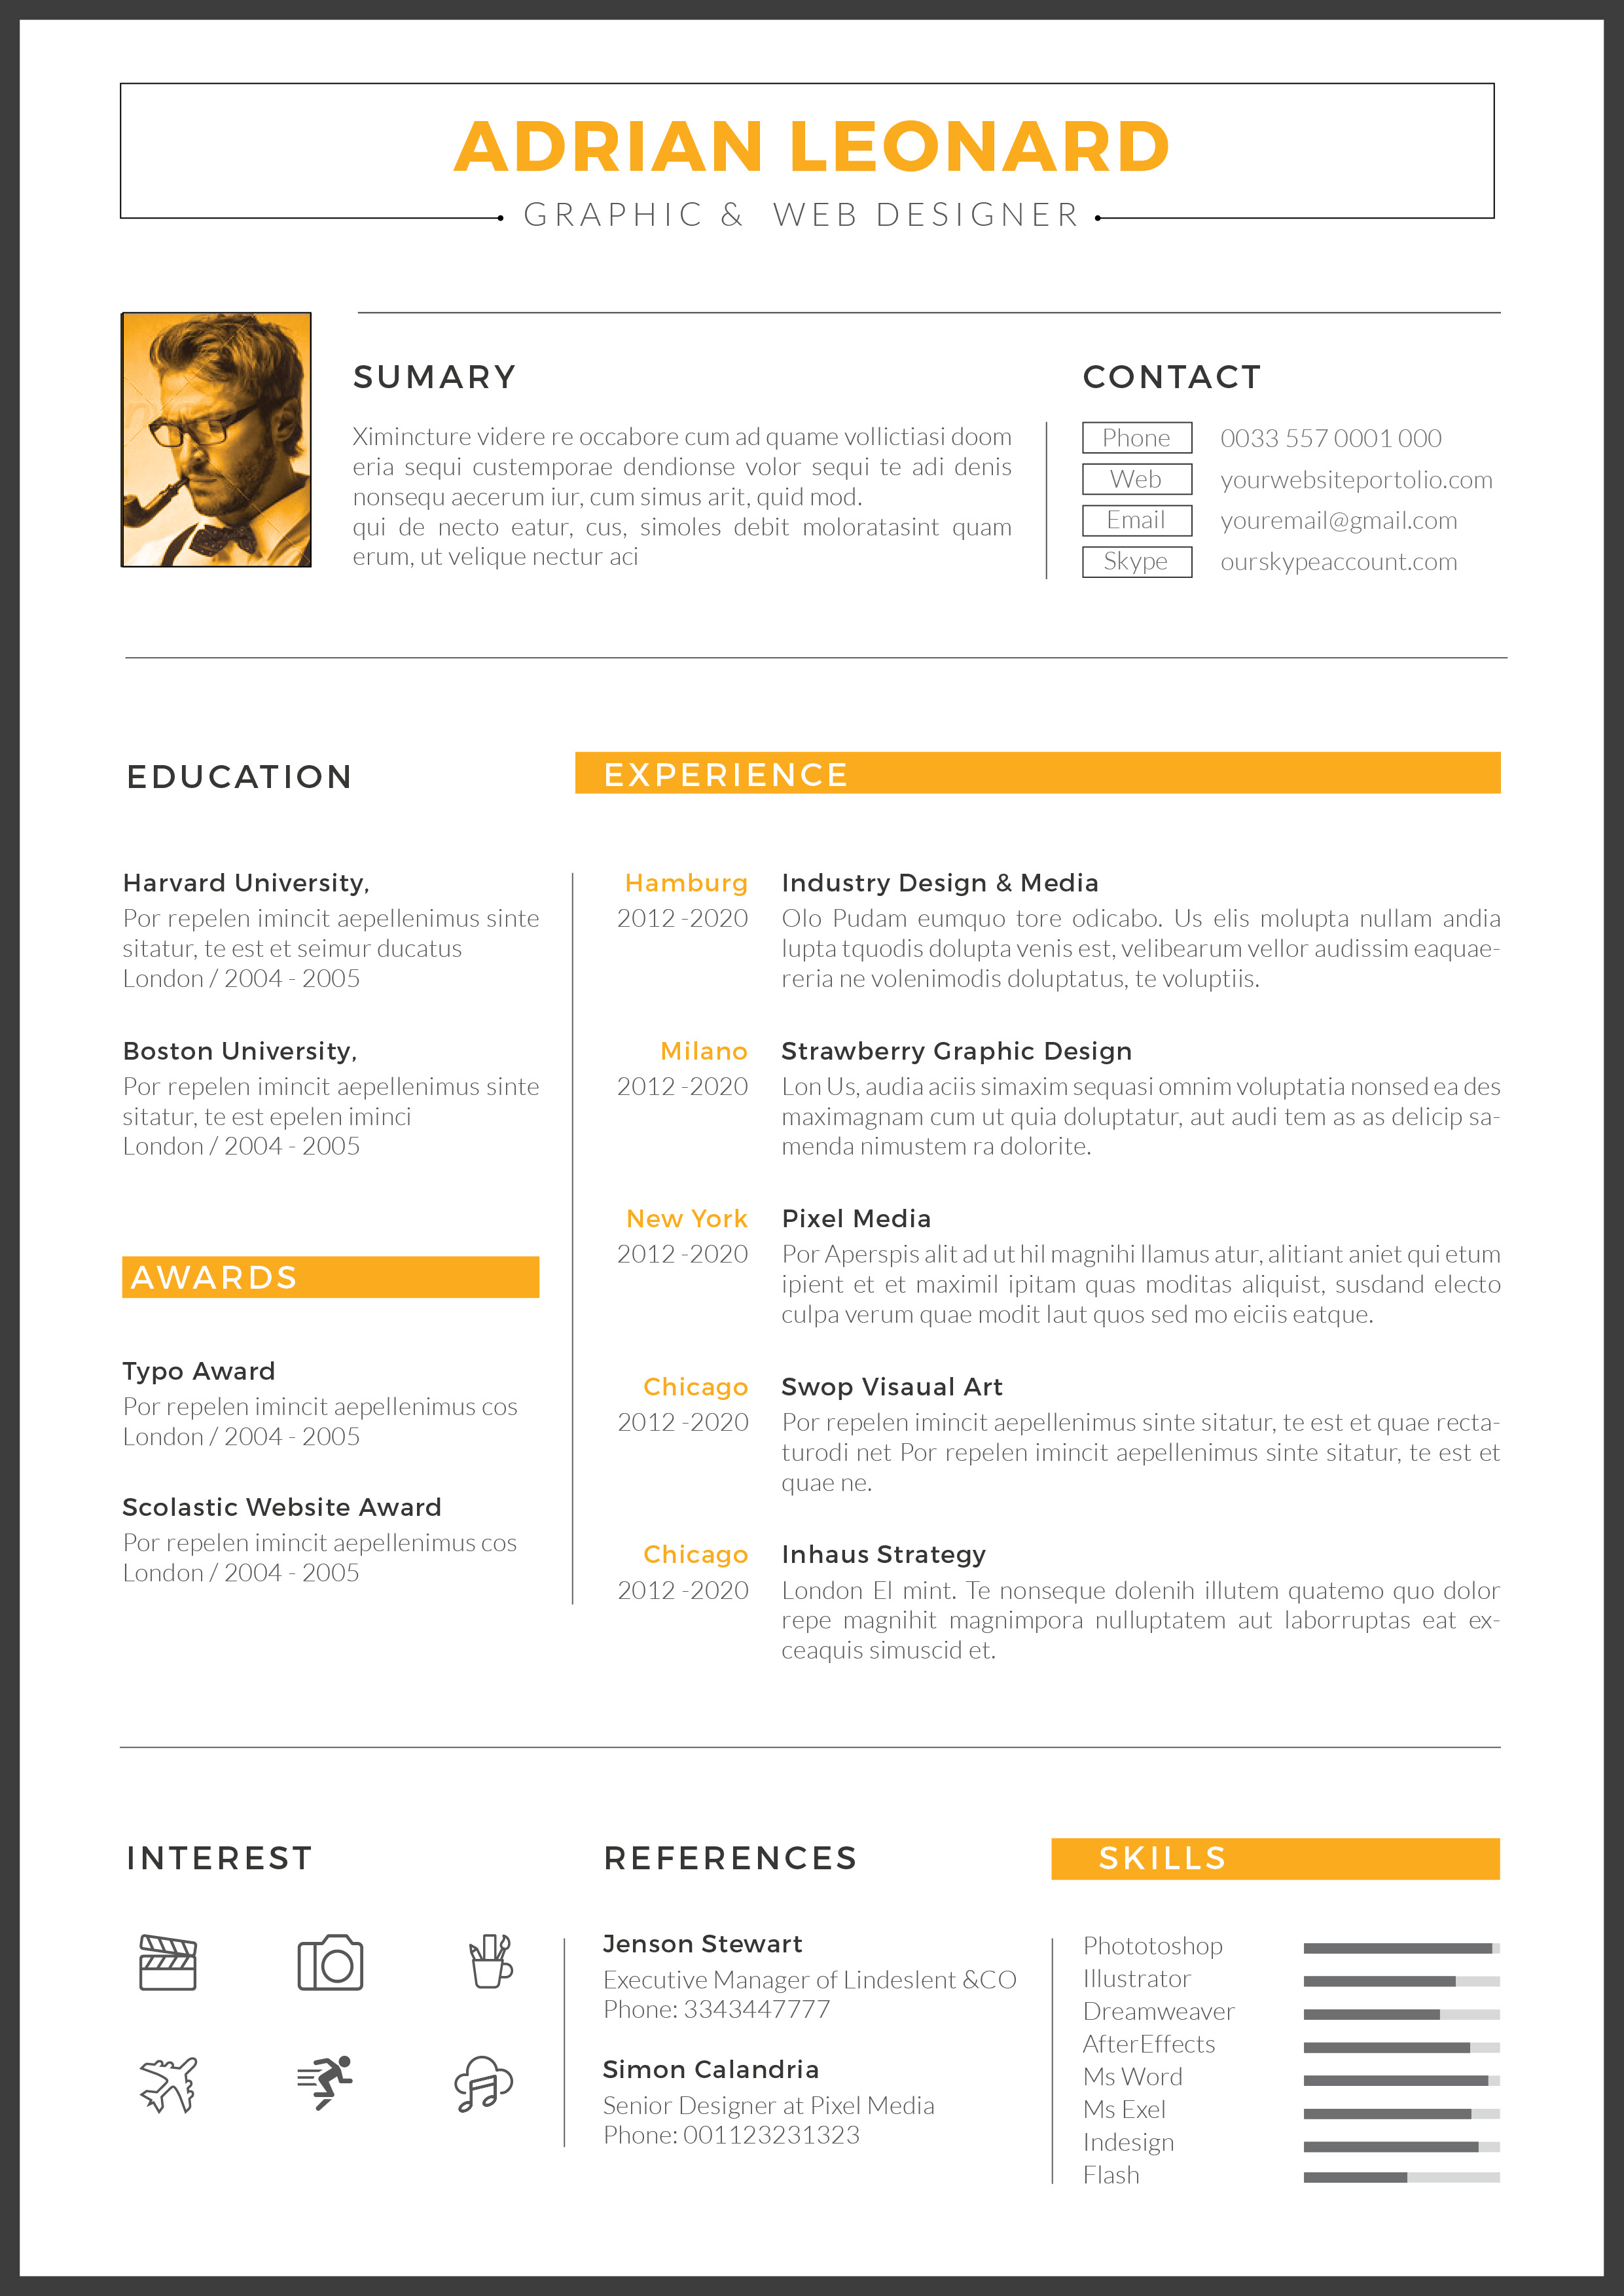 ADRIAN LEONARD
GRAPHIC & WEB DESIGNER
SUMARY
Ximincture videre re occabore cum ad quame vollictiasi doom
eria sequi custemporae dendionse volor sequi te adi denis
nonsequ aecerum iur, cum simus arit, quid mod.
qui de necto eatur, cus, simoles debit moloratasint quam
erum, ut velique nectur aci
CONTACT
Phone 0033 557 0001 000
Web yourwebsiteportolio.com
Email youremail@gmail.com
Skype ourskypeaccount.com
EDUCATION
Harvard University,
Por repelen imincit aepellenimus sinte
sitatur, te est et seimur ducatus
London / 2004 - 2005
Boston University,
Por repelen imincit aepellenimus sinte
sitatur, te est epelen iminci
London / 2004 - 2005
AWARDS
Typo Award
Por repelen imincit aepellenimus cos
London / 2004 - 2005
Scolastic Website Award
Por repelen imincit aepellenimus cos
London / 2004 - 2005
EXPERIENCE
Hamburg
2012 -2020
Industry Design & Media
Olo Pudam eumquo tore odicabo. Us elis molupta nullam andia
lupta tquodis dolupta venis est, velibearum vellor audissim eaquae-
reria ne volenimodis doluptatus, te voluptiis.
Milano
2012 -2020
Strawberry Graphic Design
Lon Us, audia aciis simaxim sequasi omnim voluptatia nonsed ea des
maximagnam cum ut quia doluptatur, aut audi tem as as delicip sa-
menda nimustem ra dolorite.
New York
2012 -2020
Pixel Media
Por Aperspis alit ad ut hil magnihi llamus atur, alitiant aniet qui etum
ipient et et maximil ipitam quas moditas aliquist, susdand electo
culpa verum quae modit laut quos sed mo eiciis eatque.
Chicago
2012 -2020
Swop Visaual Art
Por repelen imincit aepellenimus sinte sitatur, te est et quae recta-
turodi net Por repelen imincit aepellenimus sinte sitatur, te est et
quae ne.
Chicago
2012 -2020
Inhaus Strategy
London El mint. Te nonseque dolenih illutem quatemo quo dolor
repe magnihit magnimpora nulluptatem aut laborruptas eat ex-
ceaquis simuscid et.
INTEREST
REFERENCES
Jenson Stewart
Executive Manager of Lindeslent &CO
Phone: 3343447777
Simon Calandria
Senior Designer at Pixel Media
Phone: 001123231323
SKILLS
Phototoshop
Illustrator
Dreamweaver
AfterEffects
Ms Word
Ms Exel
Indesign
Flash